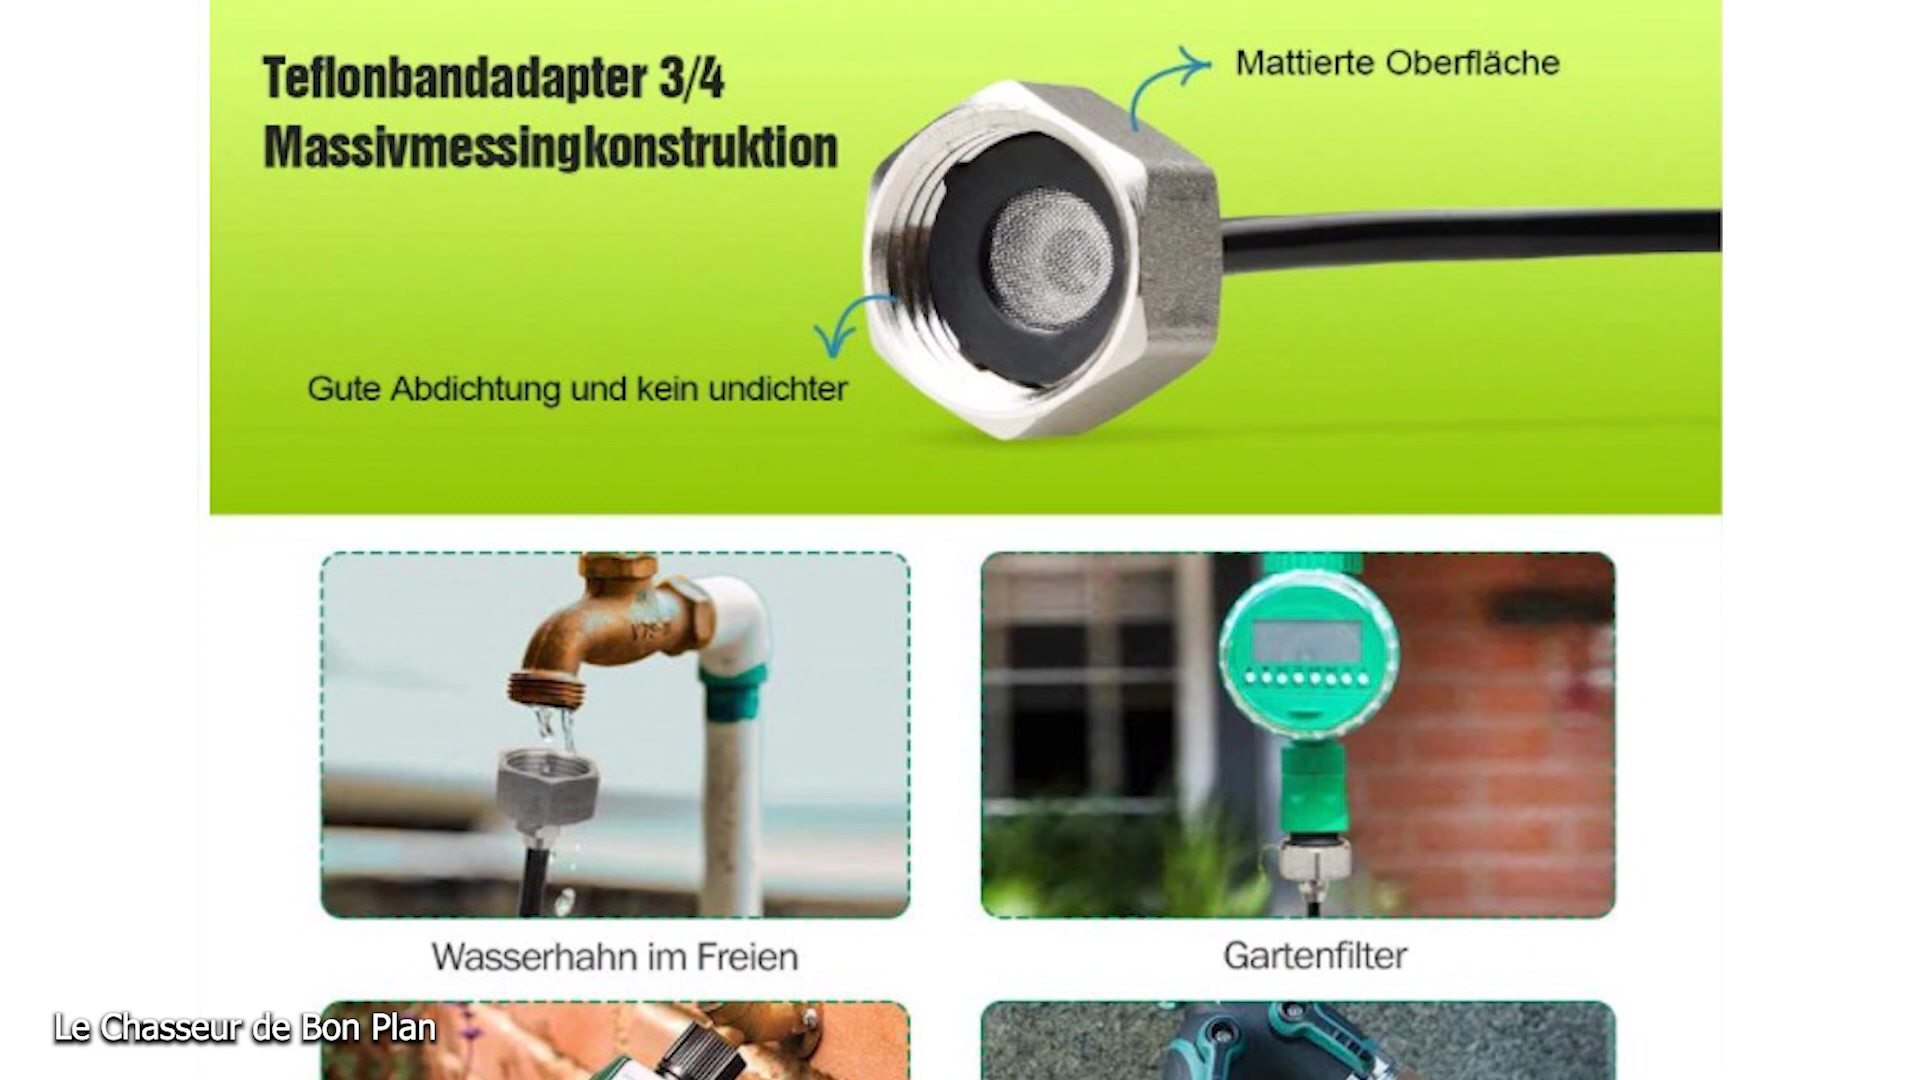 Teflonbandadapter 3/4
Massivmessingkonstruktion
Mattierte Oberfläche
Gute Abdichtung und kein undichter
Wasserhahn im Freien
Gartenfilter
Le Chasseur de Bon Plan